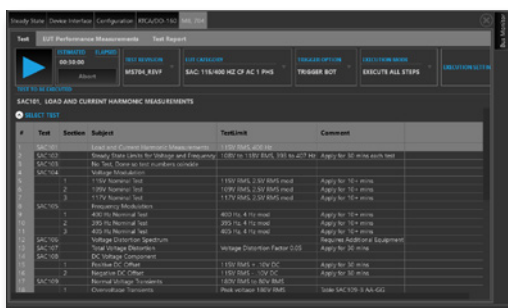 Steady State Device Interface Configuration RTCA/DO-160 MIL 704
Bus Monitor
Test EUT Performance Measurements Test Report
ESTIMATED ELAPSED TEST REVISION EUT CATEGORY TRIGGER OPTION EXECUTION MODE
00:50:00 MS704_REVF SAC: 115/400 HZ CF AC 1 PHS TRIGGER BOT EXECUTE ALL STEPS EXECUTION SETTIN
Abort
TEST TO BE EXECUTED
SAC101, LOAD AND CURRENT HARMONIC MEASUREMENTS
SELECT TEST
# Test Section Subject TestLimit Comment
1 SAC101 Load and Current Harmonic Measurements 115V RMS, 400 Hz
2 SAC102 Steady State Limits for Voltage and Frequency 108V to 118V RMS, 393 to 407 Hz Apply for 30 mins each test
3 SAC103 No Test, Done so test numbers coincide
4 SAC104 Voltage Modulation
5 1 115V Nominal Test 115V RMS, 2.5V RMS mod Apply for 10+ mins
6 2 109V Nominal Test 109V RMS, 2.5V RMS mod Apply for 10+ mins
7 3 117V Nominal Test 117V RMS, 2.5V RMS mod Apply for 10+ mins
8 SAC105 Frequency Modulation
9 1 400 Hz Nominal Test 400 Hz, 4 Hz mod Apply for 10+ mins
10 2 395 Hz Nominal Test 395 Hz, 4 Hz mod Apply for 10+ mins
11 3 405 Hz Nominal Test 405 Hz, 4 Hz mod Apply for 10+ mins
12 SAC106 Voltage Distortion Spectrum Requires Additional Equipment
13 SAC107 Total Voltage Distortion Voltage Distortion Factor 0.05 Apply for 30 mins
14 SAC108 DC Voltage Component
15 1 Positive DC Offset 115V RMS + .10V DC Apply for 30 mins
16 2 Negative DC Offset 115V RMS - .10V DC Apply for 30 mins
17 SAC109 Normal Voltage Transients 180V RMS to 80V RMS
18 1 Overvoltage Transients Peak voltage 180V RMS Table SAC109-II AA-GG